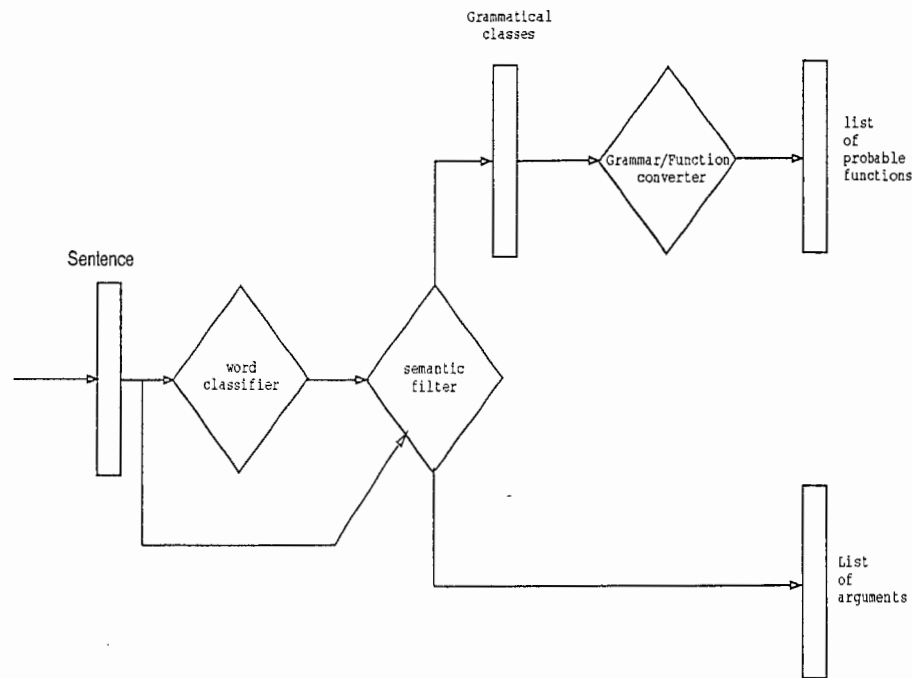 Grammatical
classes
Grammar/Function
converter
list
of
probable
functions
Sentence
word
classifier
semantic
filter
List
of
arguments